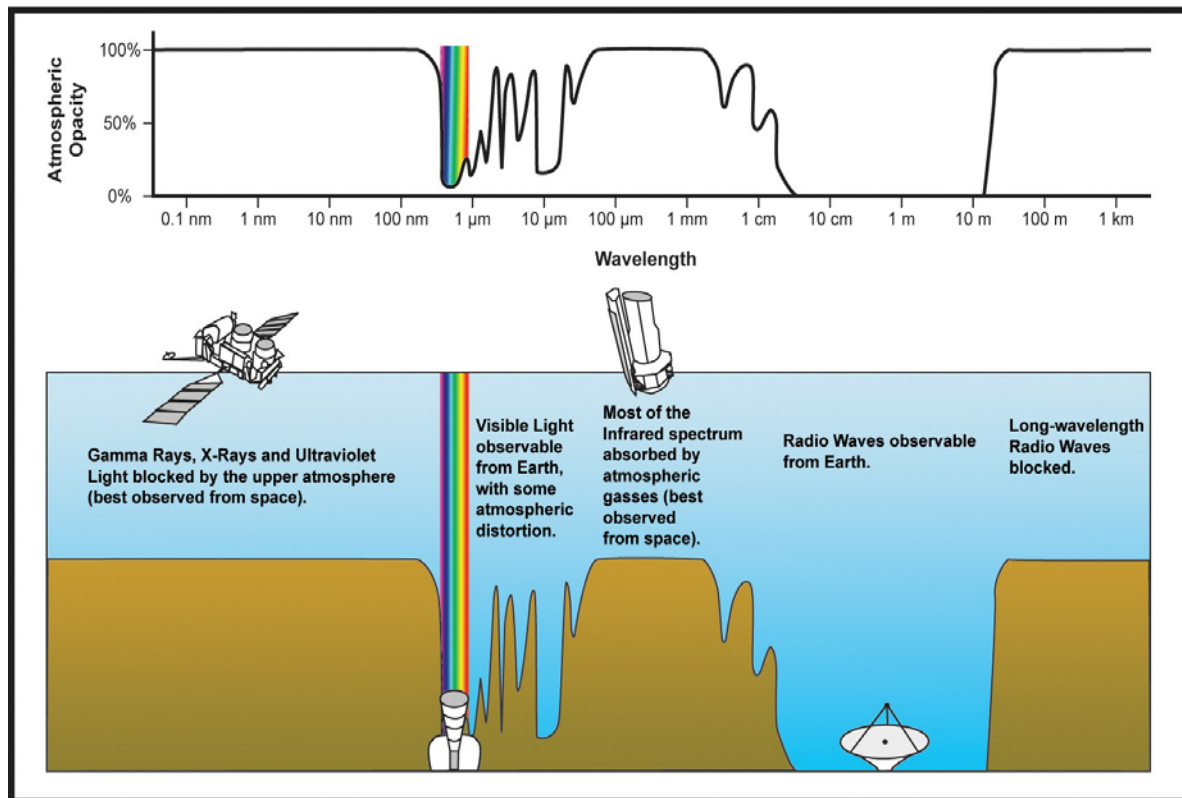 Atmospheric
Opacity
100%
50%
0%
0.1 nm
1 nm
10 nm
100 nm
1 µm
10 µm
100 µm
1 mm
1 cm
10 cm
1 m
10 m
100 m
1 km
Wavelength
Gamma Rays, X-Rays and Ultraviolet
Light blocked by the upper atmosphere
(best observed from space).
Visible Light
observable
from Earth,
with some
atmospheric
distortion.
Most of the
Infrared spectrum
absorbed by
atmospheric
gasses (best
observed
from space).
Radio Waves observable
from Earth.
Long-wavelength
Radio Waves
blocked.